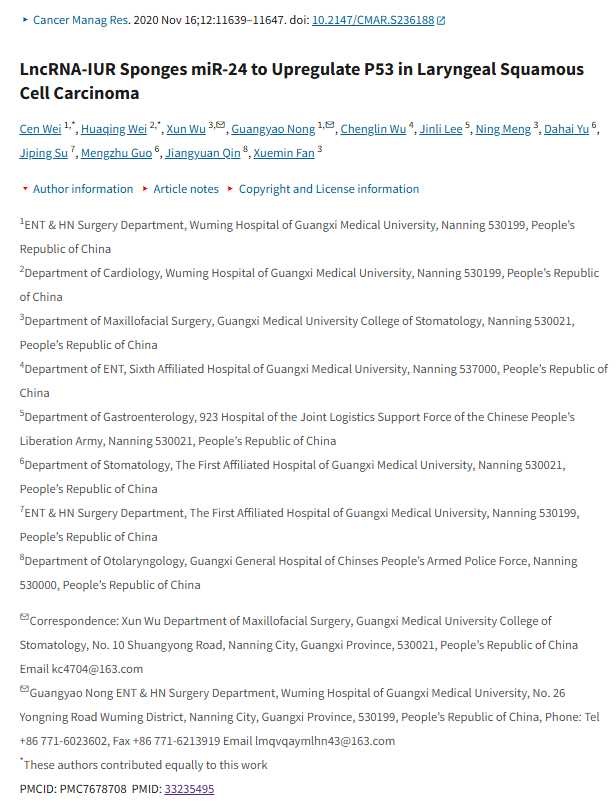 ▸ Cancer Manag Res. 2020 Nov 16;12:11639–11647. doi: 10.2147/CMAR.S236188
LncRNA-IUR Sponges miR-24 to Upregulate P53 in Laryngeal Squamous
Cell Carcinoma
Cen Wei 1,*, Huaqing Wei 2,*, Xun Wu 3,✉, Guangyao Nong 1,✉, Chenglin Wu 4, Jinli Lee 5, Ning Meng 3, Dahai Yu 6,
Jiping Su 7, Mengzhu Guo 6, Jiangyuan Qin 8, Xuemin Fan 3
▾ Author information ▸ Article notes ▸ Copyright and License information
1ENT & HN Surgery Department, Wuming Hospital of Guangxi Medical University, Nanning 530199, People’s
Republic of China
2Department of Cardiology, Wuming Hospital of Guangxi Medical University, Nanning 530199, People’s Republic
of China
3Department of Maxillofacial Surgery, Guangxi Medical University College of Stomatology, Nanning 530021,
People’s Republic of China
4Department of ENT, Sixth Affiliated Hospital of Guangxi Medical University, Nanning 537000, People’s Republic of
China
5Department of Gastroenterology, 923 Hospital of the Joint Logistics Support Force of the Chinese People’s
Liberation Army, Nanning 530021, People’s Republic of China
6Department of Stomatology, The First Affiliated Hospital of Guangxi Medical University, Nanning 530021,
People’s Republic of China
7ENT & HN Surgery Department, The First Affiliated Hospital of Guangxi Medical University, Nanning 530199,
People’s Republic of China
8Department of Otolaryngology, Guangxi General Hospital of Chinses People’s Armed Police Force, Nanning
530000, People’s Republic of China
✉Correspondence: Xun Wu Department of Maxillofacial Surgery, Guangxi Medical University College of
Stomatology, No. 10 Shuangyong Road, Nanning City, Guangxi Province, 530021, People’s Republic of China
Email kc4704@163.com
✉Guangyao Nong ENT & HN Surgery Department, Wuming Hospital of Guangxi Medical University, No. 26
Yongning Road Wuming District, Nanning City, Guangxi Province, 530199, People’s Republic of China, Phone: Tel
+86 771-6023602, Fax +86 771-6213919 Email lmqvqaymlhn43@163.com
*These authors contributed equally to this work
PMCID: PMC7678708 PMID: 33235495